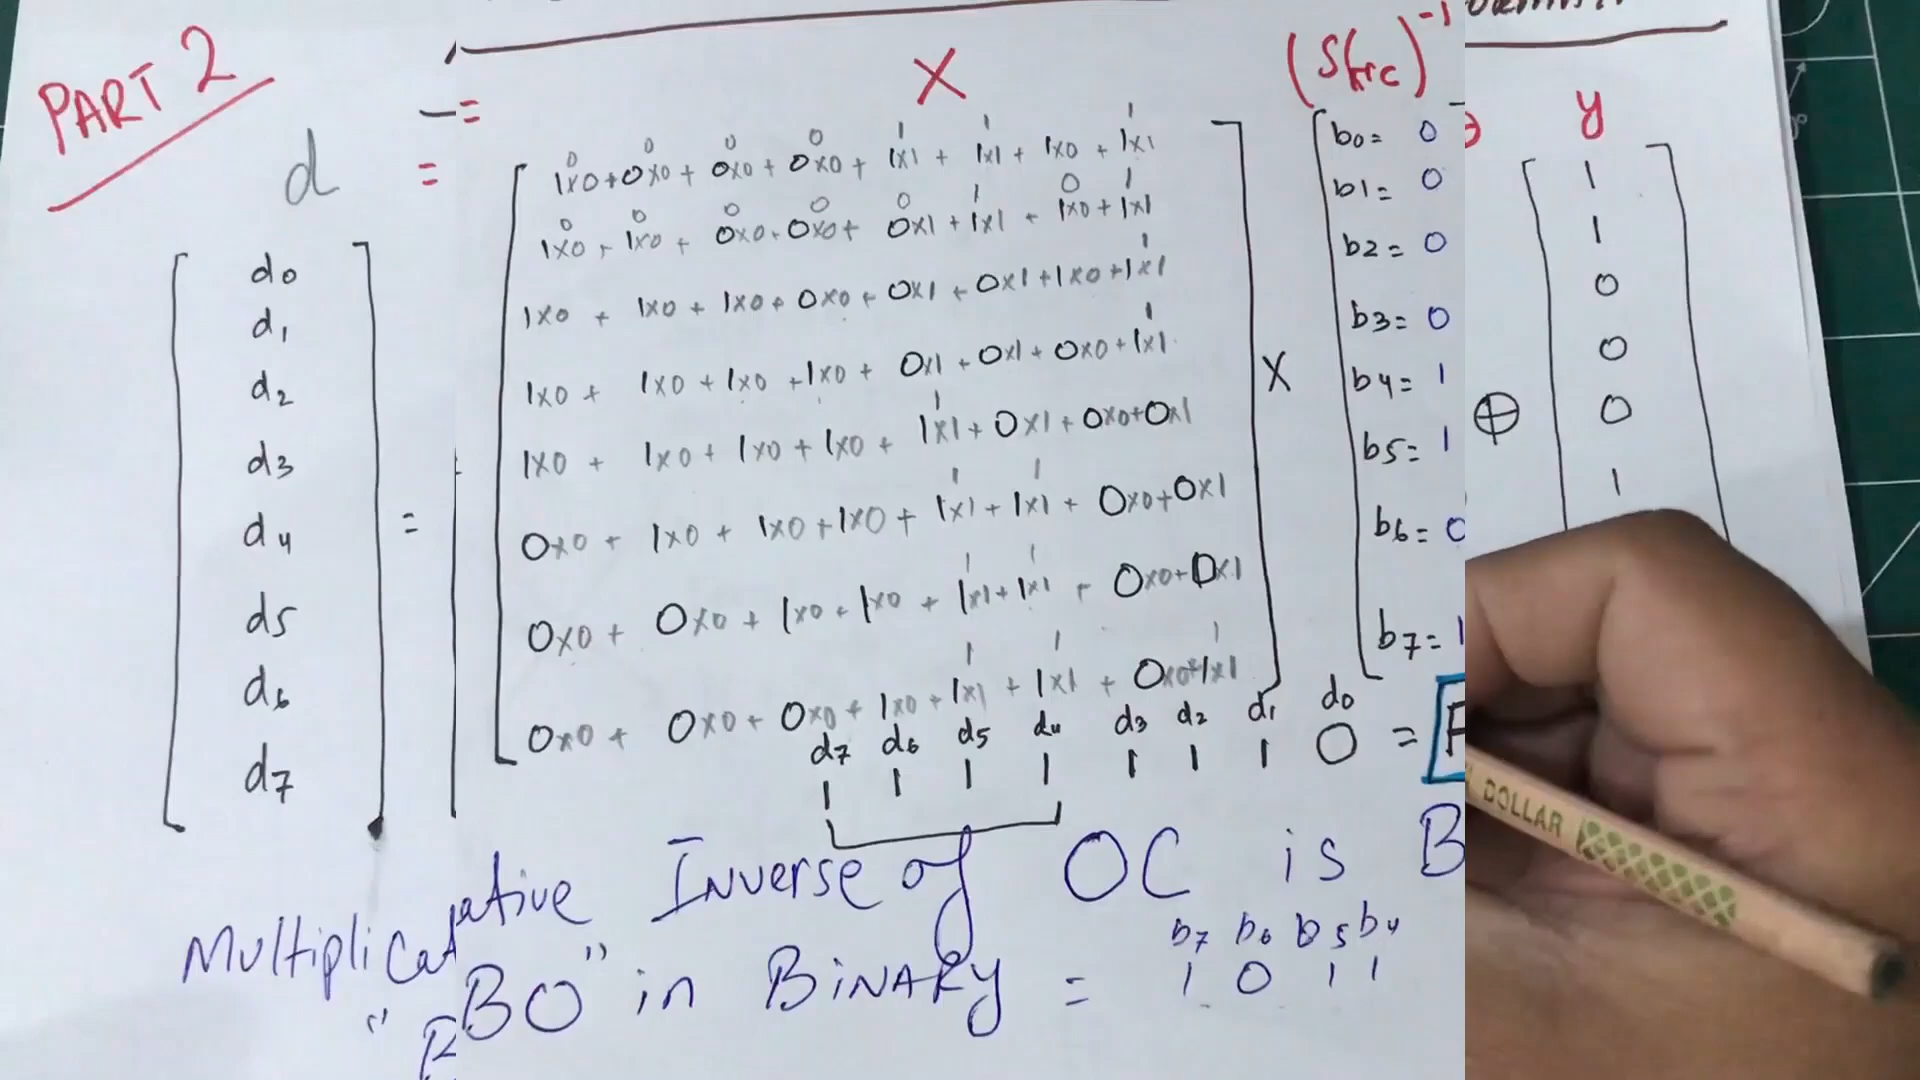 PART 2
d = X (Srk)⁻¹ y
d0
d1
d2
d3
d4
d5
d6
d7
=
1x0+0x0+0x0+0x0+1x1+1x1+1x0+1x1
1x0+1x0+0x0+0x0+0x1+1x1+1x0+1x1
1x0+1x0+1x0+0x0+0x1+0x1+1x0+1x1
1x0+1x0+1x0+1x0+0x1+0x1+0x0+1x1
1x0+1x0+1x0+1x0+1x1+0x1+0x0+0x1
0x0+1x0+1x0+1x0+1x1+1x1+0x0+0x1
0x0+0x0+1x0+1x0+1x1+1x1+0x0+0x1
0x0+0x0+0x0+1x0+1x1+1x1+0x0+1x1
X
b0= 0
b1= 0
b2= 0
b3= 0
b4= 1
b5= 1
b6= 0
b7= 1
⊕
1
1
0
0
0
1
d7 d6 d5 d4 d3 d2 d1 d0
1 1 1 1 1 1 1 0 =
Multiplicative Inverse of 0C is B
b7 b6 b5 b4
"B0" in BINARY = 1 0 1 1
DOLLAR